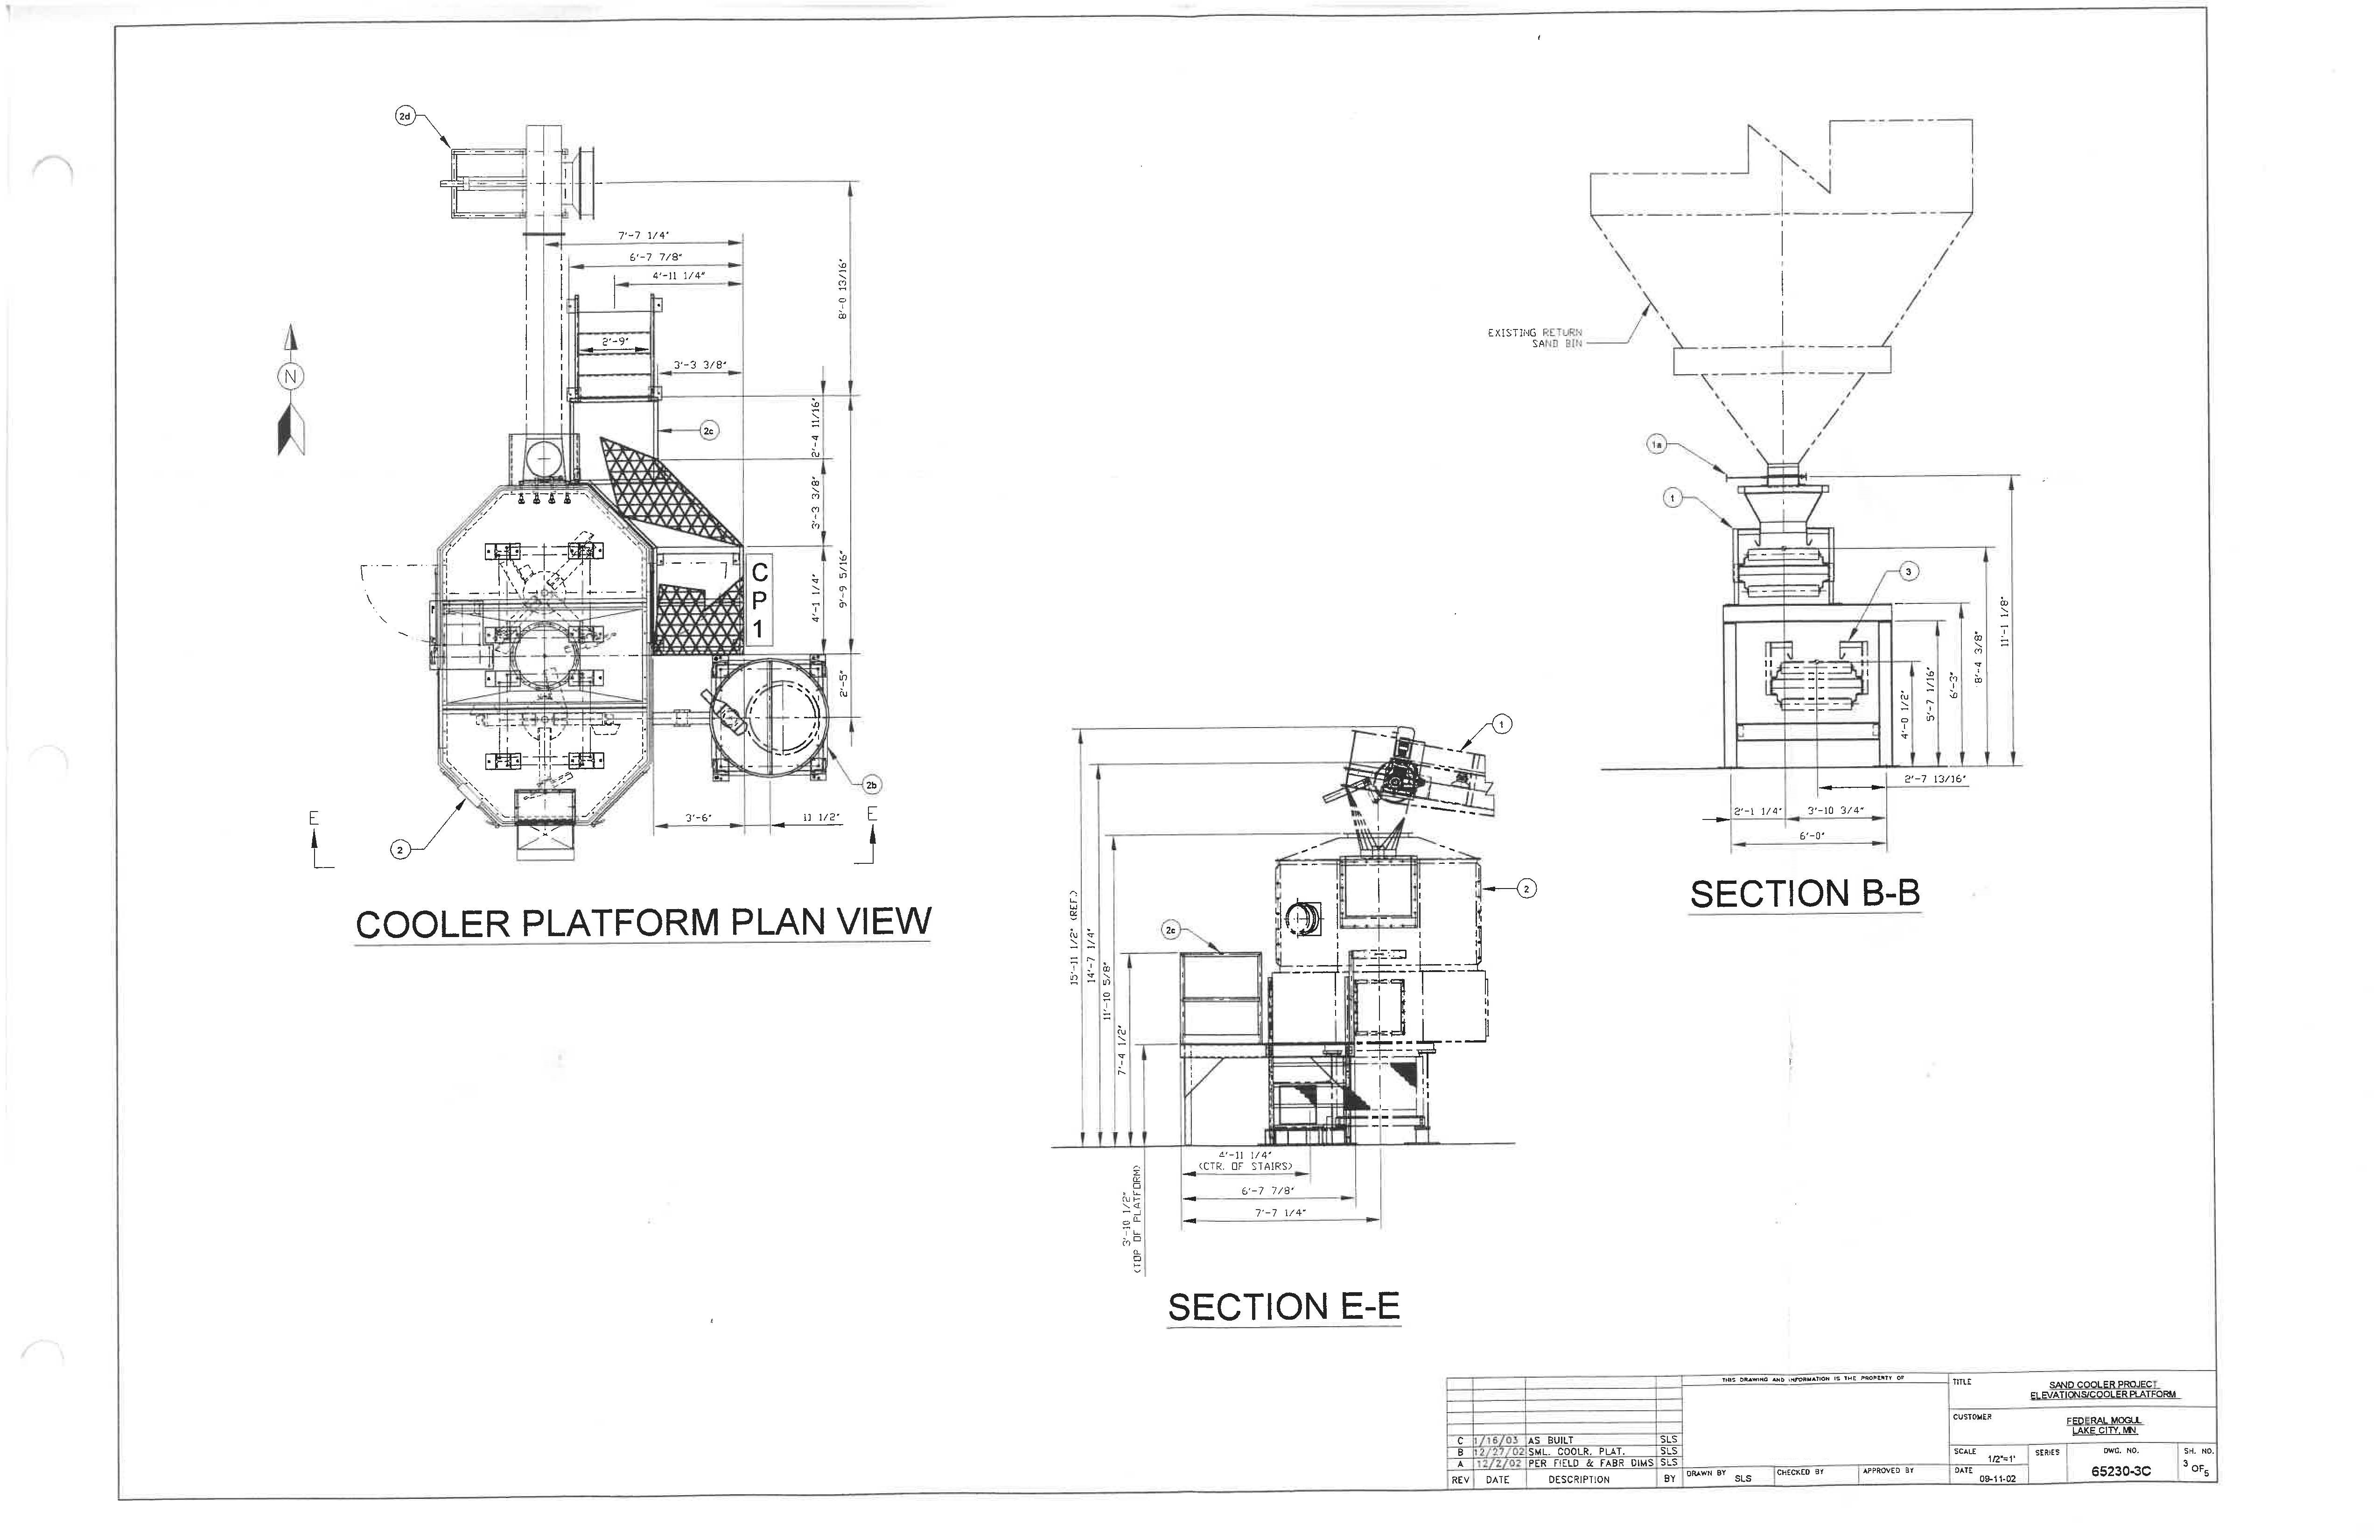 2d
7'-7 1/4"
6'-7 7/8"
4'-11 1/4"
8'-0 13/16"
2'-9"
3'-3 3/8"
N
2c
2'-4 11/16"
3'-3 3/8"
4'-1 1/4"
9'-9 5/16"
2'-5"
C
P
1
2b
3'-6"
11 1/2"
E
E
2
COOLER PLATFORM PLAN VIEW
EXISTING RETURN
SAND BIN
1a
1
3
4'-0 1/2"
5'-7 1/16"
6'-3"
8'-4 3/8"
11'-1 1/8"
2'-7 13/16"
2'-1 1/4"
3'-10 3/4"
6'-0"
SECTION B-B
1
2
2c
15'-11 1/2" (REF.)
14'-7 1/4"
11'-10 5/8"
7'-4 1/2"
3'-10 1/2"
(TOP OF PLATFORM)
4'-11 1/4"
(CTR. OF STAIRS)
6'-7 7/8"
7'-7 1/4"
SECTION E-E
C 1/16/03 AS BUILT SLS
B 12/27/02 SML. COOLR. PLAT. SLS
A 12/2/02 PER FIELD & FABR DIMS SLS
REV DATE DESCRIPTION BY
THIS DRAWING AND INFORMATION IS THE PROPERTY OF
DRAWN BY SLS
CHECKED BY
APPROVED BY
TITLE
SAND COOLER PROJECT
ELEVATIONS/COOLER PLATFORM
CUSTOMER
FEDERAL MOGUL
LAKE CITY, MN
SCALE 1/2"=1'
DATE 09-11-02
SERIES
DWG. NO.
65230-3C
SH. NO.
3 OF 5